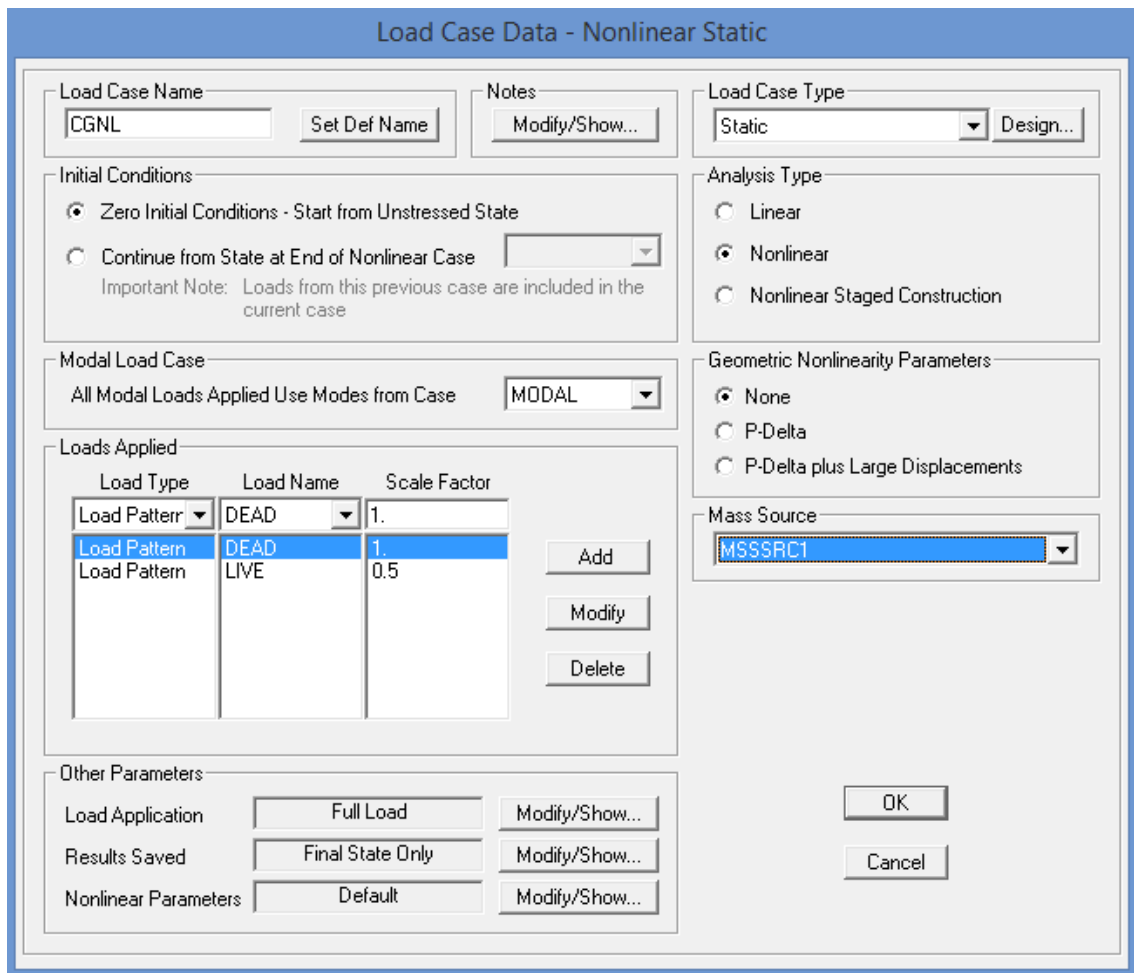 Load Case Data - Nonlinear Static
Load Case Name
CGNL
Set Def Name
Notes
Modify/Show...
Load Case Type
Static
Design...
Initial Conditions
Zero Initial Conditions - Start from Unstressed State
Continue from State at End of Nonlinear Case
Important Note: Loads from this previous case are included in the
current case
Analysis Type
Linear
Nonlinear
Nonlinear Staged Construction
Modal Load Case
All Modal Loads Applied Use Modes from Case
MODAL
Geometric Nonlinearity Parameters
None
P-Delta
P-Delta plus Large Displacements
Loads Applied
Load Type Load Name Scale Factor
Load Pattern DEAD 1.
Load Pattern DEAD 1.
Load Pattern LIVE 0.5
Add
Modify
Delete
Mass Source
MSSSRC1
Other Parameters
Load Application Full Load Modify/Show...
Results Saved Final State Only Modify/Show...
Nonlinear Parameters Default Modify/Show...
OK
Cancel